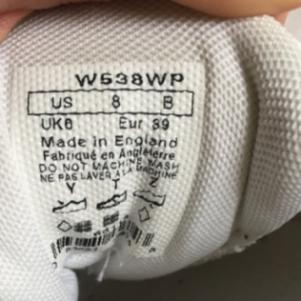 W538WP
US 8 B
UK6 Eur 39
Made in England
Fabriqué en Angleterre
DO NOT MACHINE WASH
NE PAS LAVER A LA MACHINE
Y T Z